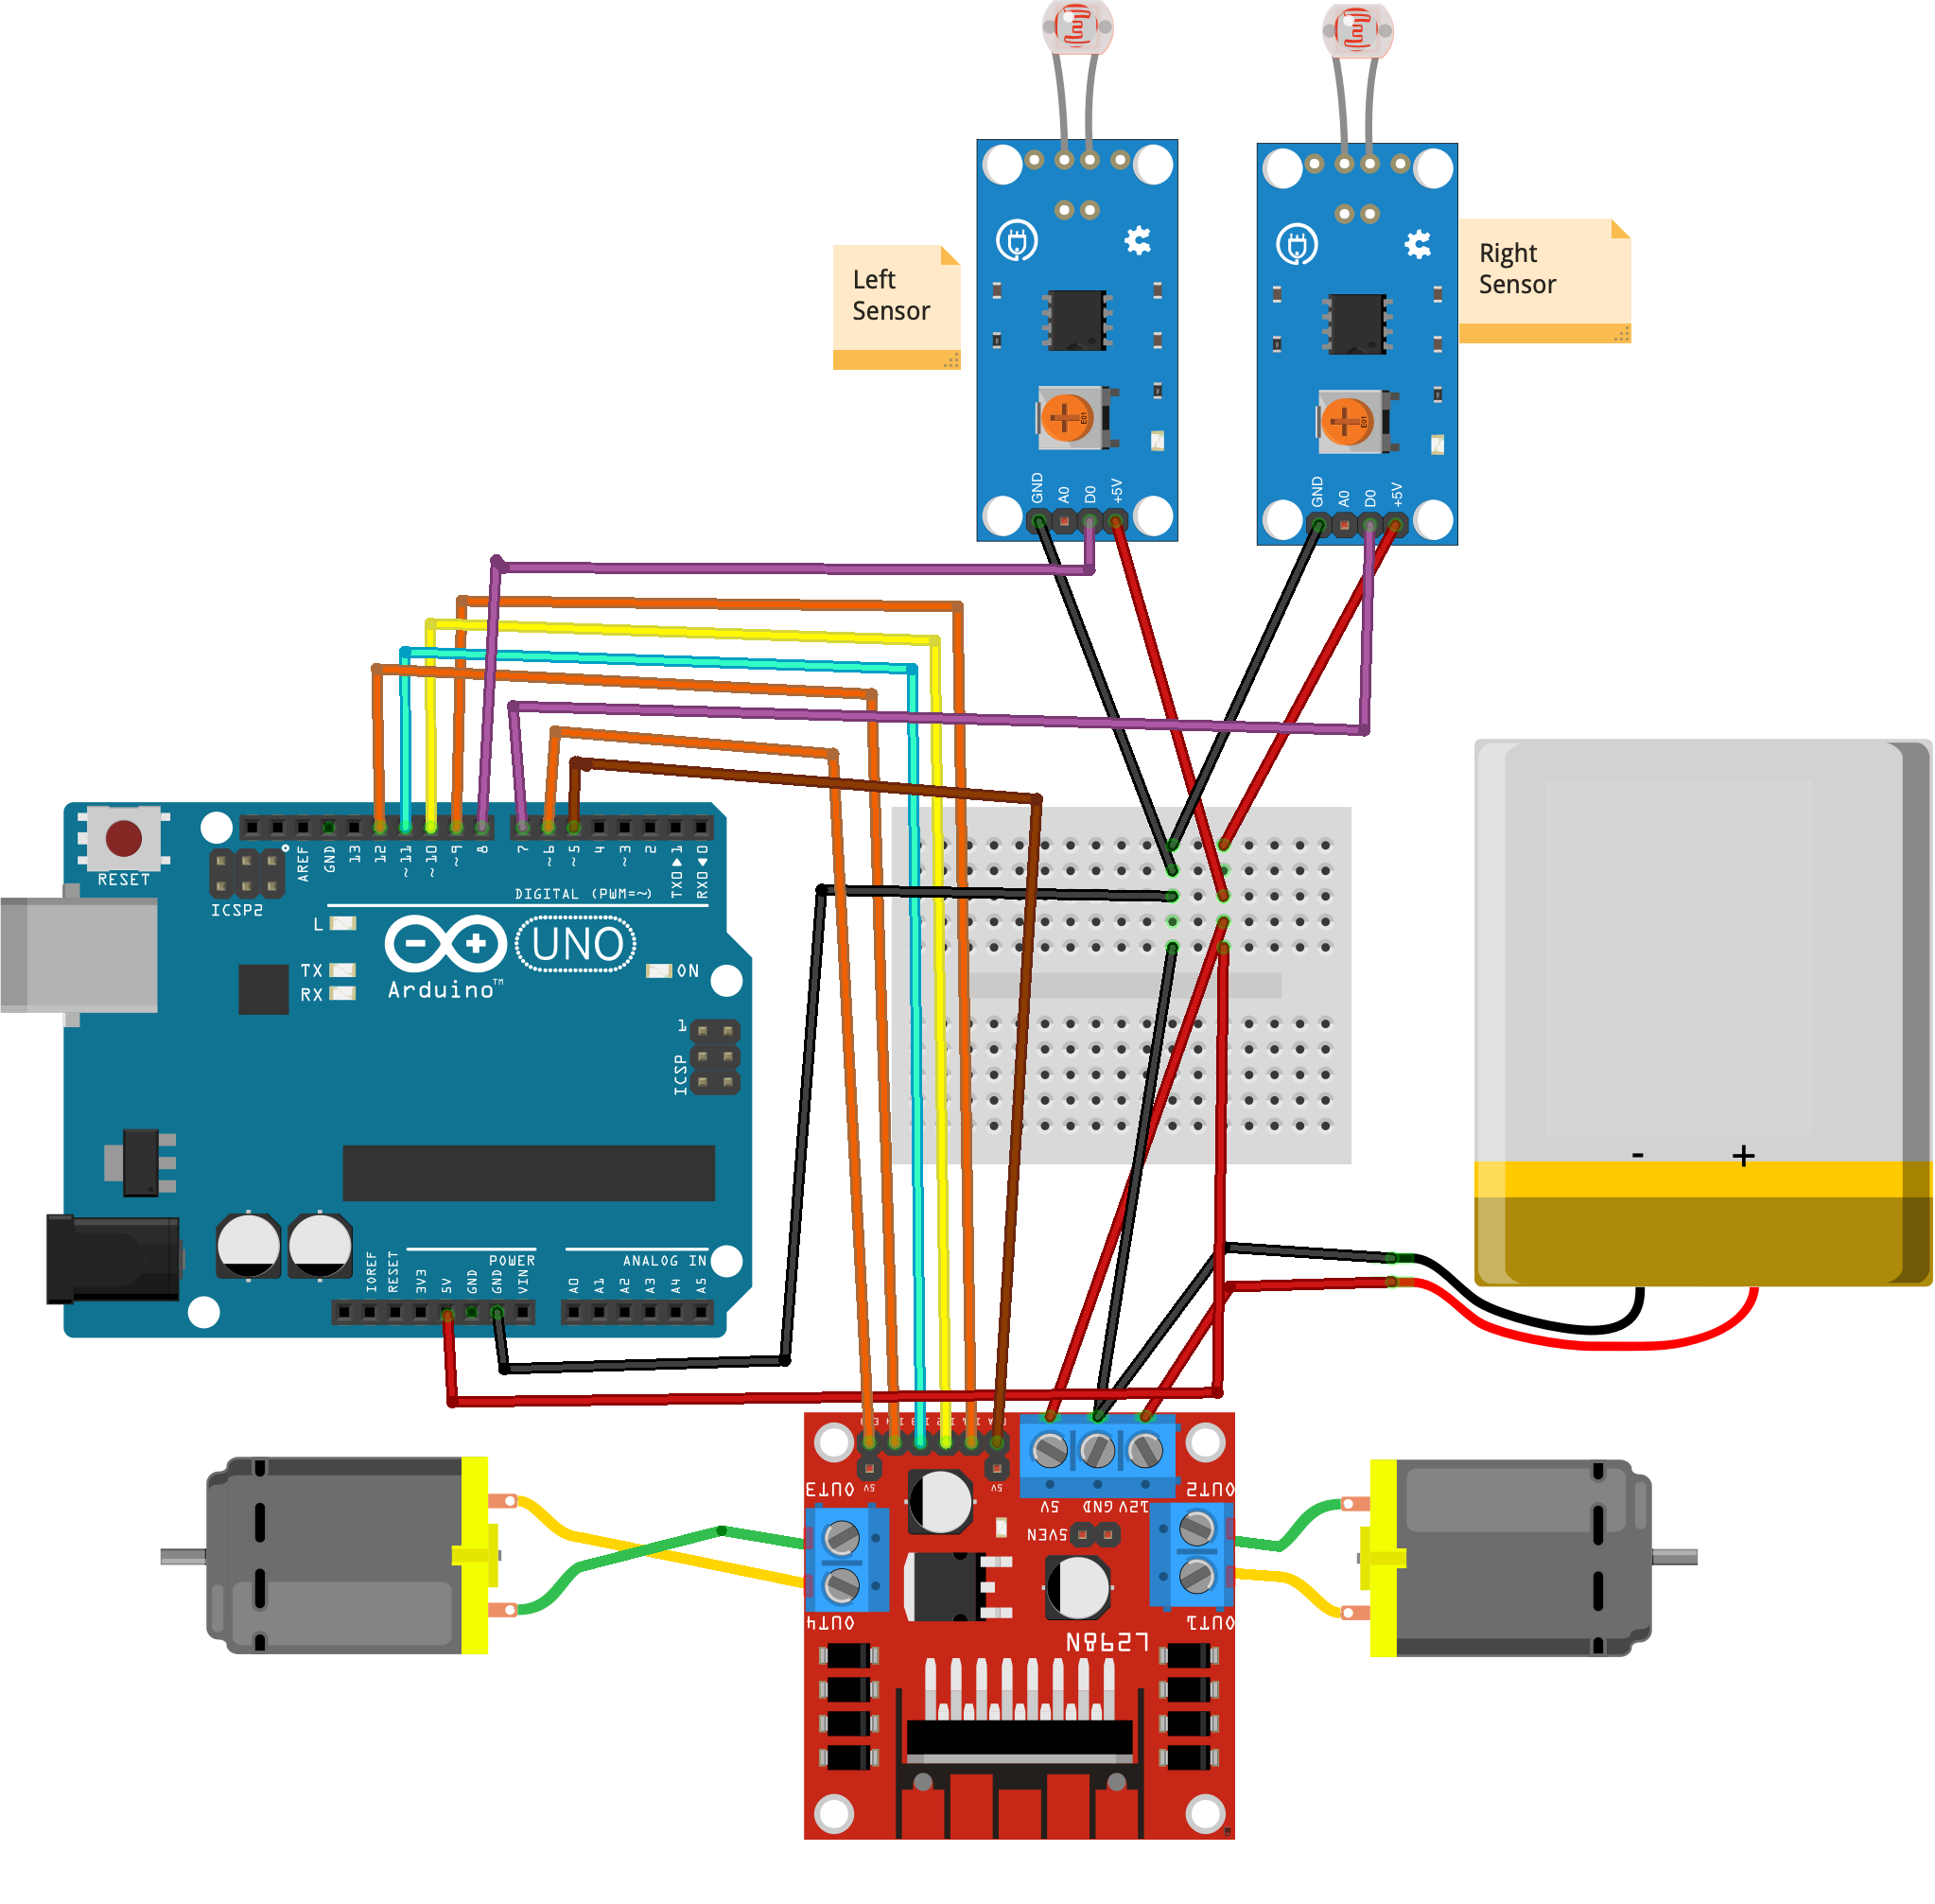 Left
Sensor
Right
Sensor
GND
A0
D0
+5V
GND
A0
D0
+5V
RESET
ICSP2
AREF
GND
13
12
~11
~10
~9
8
7
~6
~5
4
~3
2
TX0▶1
RX0◀0
DIGITAL (PWM=~)
L
TX
RX
UNO
Arduino™
ON
1
ICSP
IOREF
RESET
3V3
5V
GND
GND
VIN
POWER
ANALOG IN
A0
A1
A2
A3
A4
A5
- +
OUT3
5V
5V
5V
GND
12V
OUT2
5VEN
OUT4
OUT1
L298N